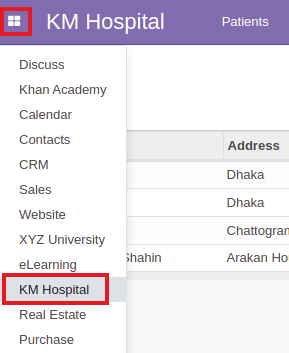 KM Hospital Patients
Discuss
Khan Academy
Calendar
Contacts
CRM
Sales
Website
XYZ University
eLearning
KM Hospital
Real Estate
Purchase
Address
Dhaka
Dhaka
Chattogram
Shahin Arakan Hou